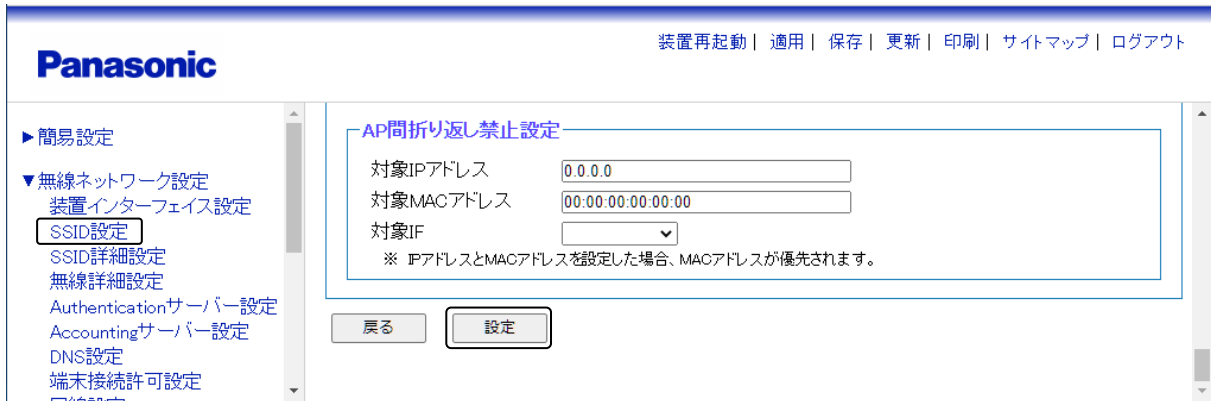 Panasonic
装置再起動| 適用| 保存| 更新| 印刷| サイトマップ| ログアウト
▶簡易設定
▼無線ネットワーク設定
装置インターフェイス設定
SSID設定
SSID詳細設定
無線詳細設定
Authenticationサーバー設定
Accountingサーバー設定
DNS設定
端末接続許可設定
AP間折り返し禁止設定
対象IPアドレス 0.0.0.0
対象MACアドレス 00:00:00:00:00:00
対象IF
※ IPアドレスとMACアドレスを設定した場合、MACアドレスが優先されます。
戻る 設定